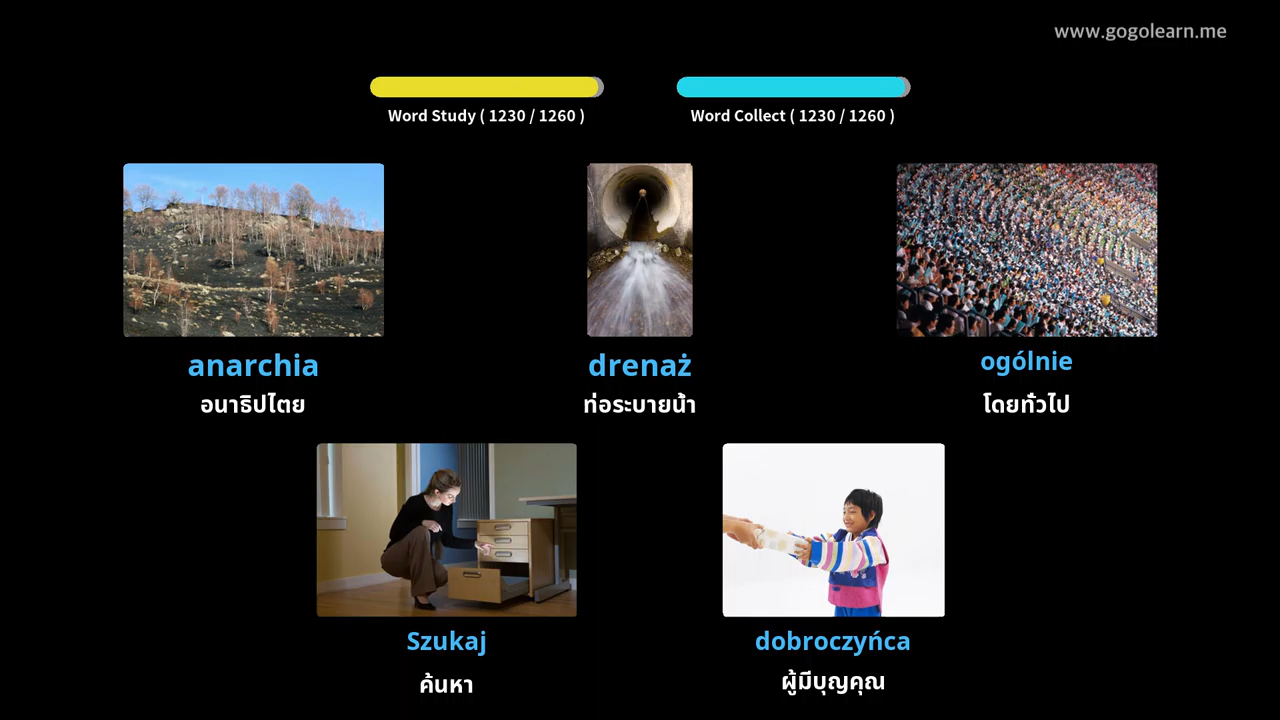 www.gogolearn.me
Word Study ( 1230 / 1260 )
Word Collect ( 1230 / 1260 )
anarchia
อนาธิปไตย
drenaż
ท่อระบายน้ำ
ogólnie
โดยทั่วไป
Szukaj
ค้นหา
dobroczyńca
ผู้มีบุญคุณ